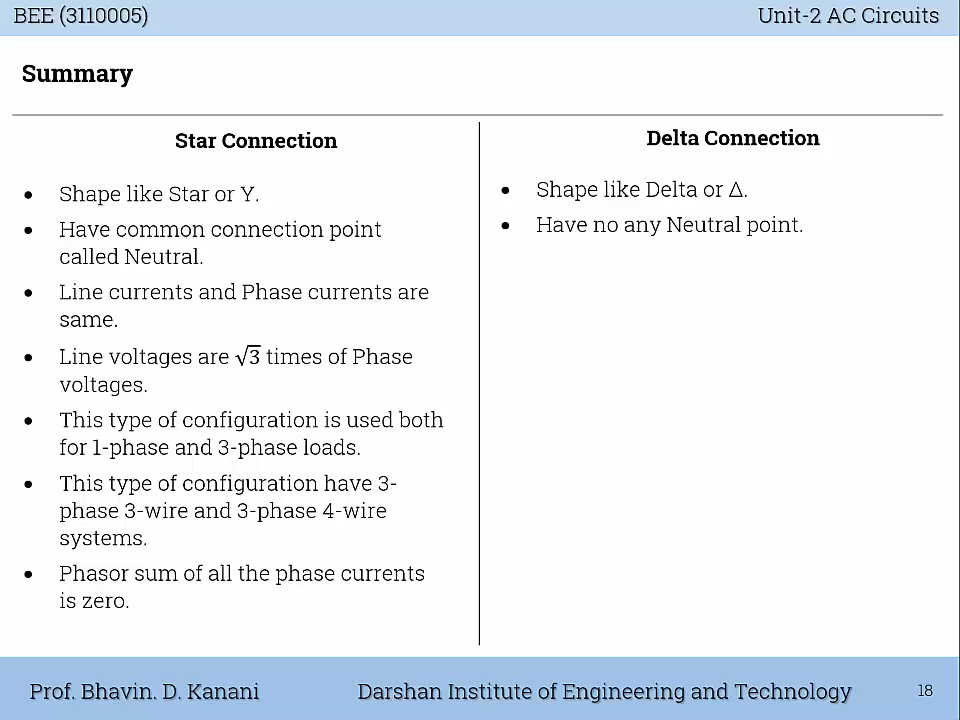 BEE (3110005)
Unit-2 AC Circuits
Summary
Star Connection
• Shape like Star or Y.
• Have common connection point
called Neutral.
• Line currents and Phase currents are
same.
• Line voltages are √3 times of Phase
voltages.
• This type of configuration is used both
for 1-phase and 3-phase loads.
• This type of configuration have 3-
phase 3-wire and 3-phase 4-wire
systems.
• Phasor sum of all the phase currents
is zero.
Delta Connection
• Shape like Delta or Δ.
• Have no any Neutral point.
Prof. Bhavin. D. Kanani
Darshan Institute of Engineering and Technology
18